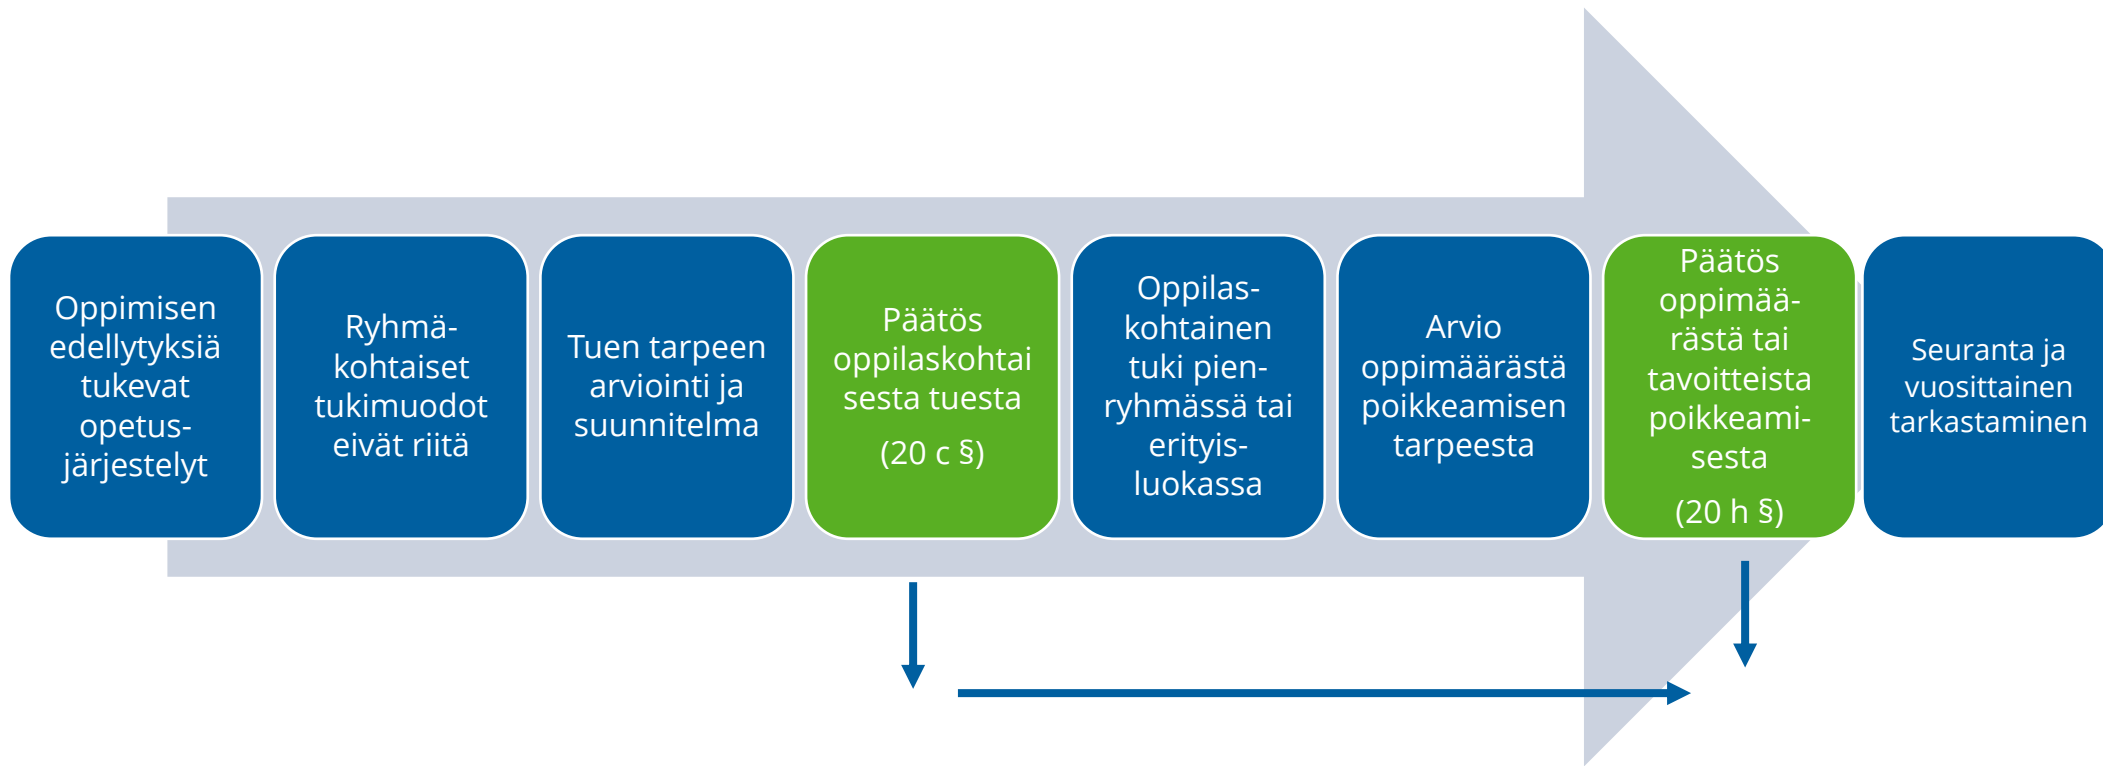 Oppimisen
edellytyksiä
tukevat
opetus-
järjestelyt
Ryhmä-
kohtaiset
tukimuodot
eivät riitä
Tuen tarpeen
arviointi ja
suunnitelma
Päätös
oppilaskohtai
sesta tuesta
(20 c §)
Oppilas-
kohtainen
tuki pien-
ryhmässä tai
erityis-
luokassa
Arvio
oppimäärästä
poikkeamisen
tarpeesta
Päätös
oppimää-
rästä tai
tavoitteista
poikkeami-
sesta
(20 h §)
Seuranta ja
vuosittainen
tarkastaminen